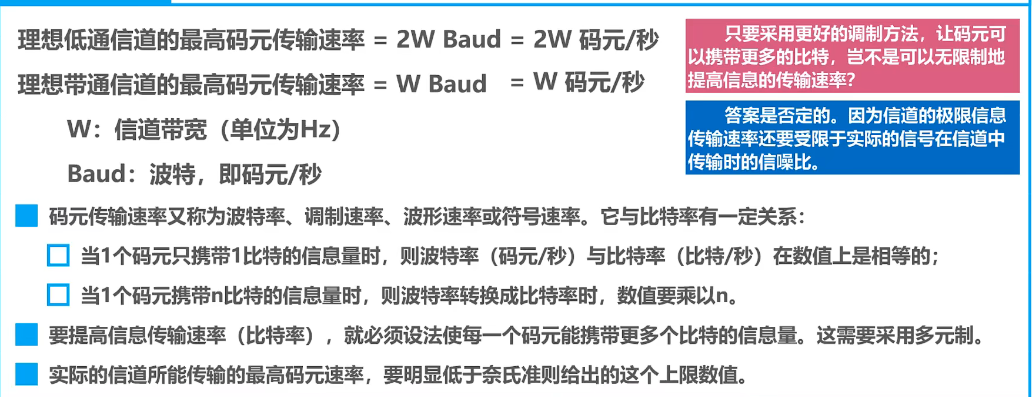 理想低通信道的最高码元传输速率 = 2W Baud = 2W 码元/秒
理想带通信道的最高码元传输速率 = W Baud = W 码元/秒
W：信道带宽（单位为Hz）
Baud：波特，即码元/秒
只要采用更好的调制方法，让码元可
以携带更多的比特，岂不是可以无限制地
提高信息的传输速率？
答案是否定的。因为信道的极限信息
传输速率还要受限于实际的信号在信道中
传输时的信噪比。
码元传输速率又称为波特率、调制速率、波形速率或符号速率。它与比特率有一定关系：
当1个码元只携带1比特的信息量时，则波特率（码元/秒）与比特率（比特/秒）在数值上是相等的；
当1个码元携带n比特的信息量时，则波特率转换成比特率时，数值要乘以n。
要提高信息传输速率（比特率），就必须设法使每一个码元能携带更多个比特的信息量。这需要采用多元制。
实际的信道所能传输的最高码元速率，要明显低于奈氏准则给出的这个上限数值。